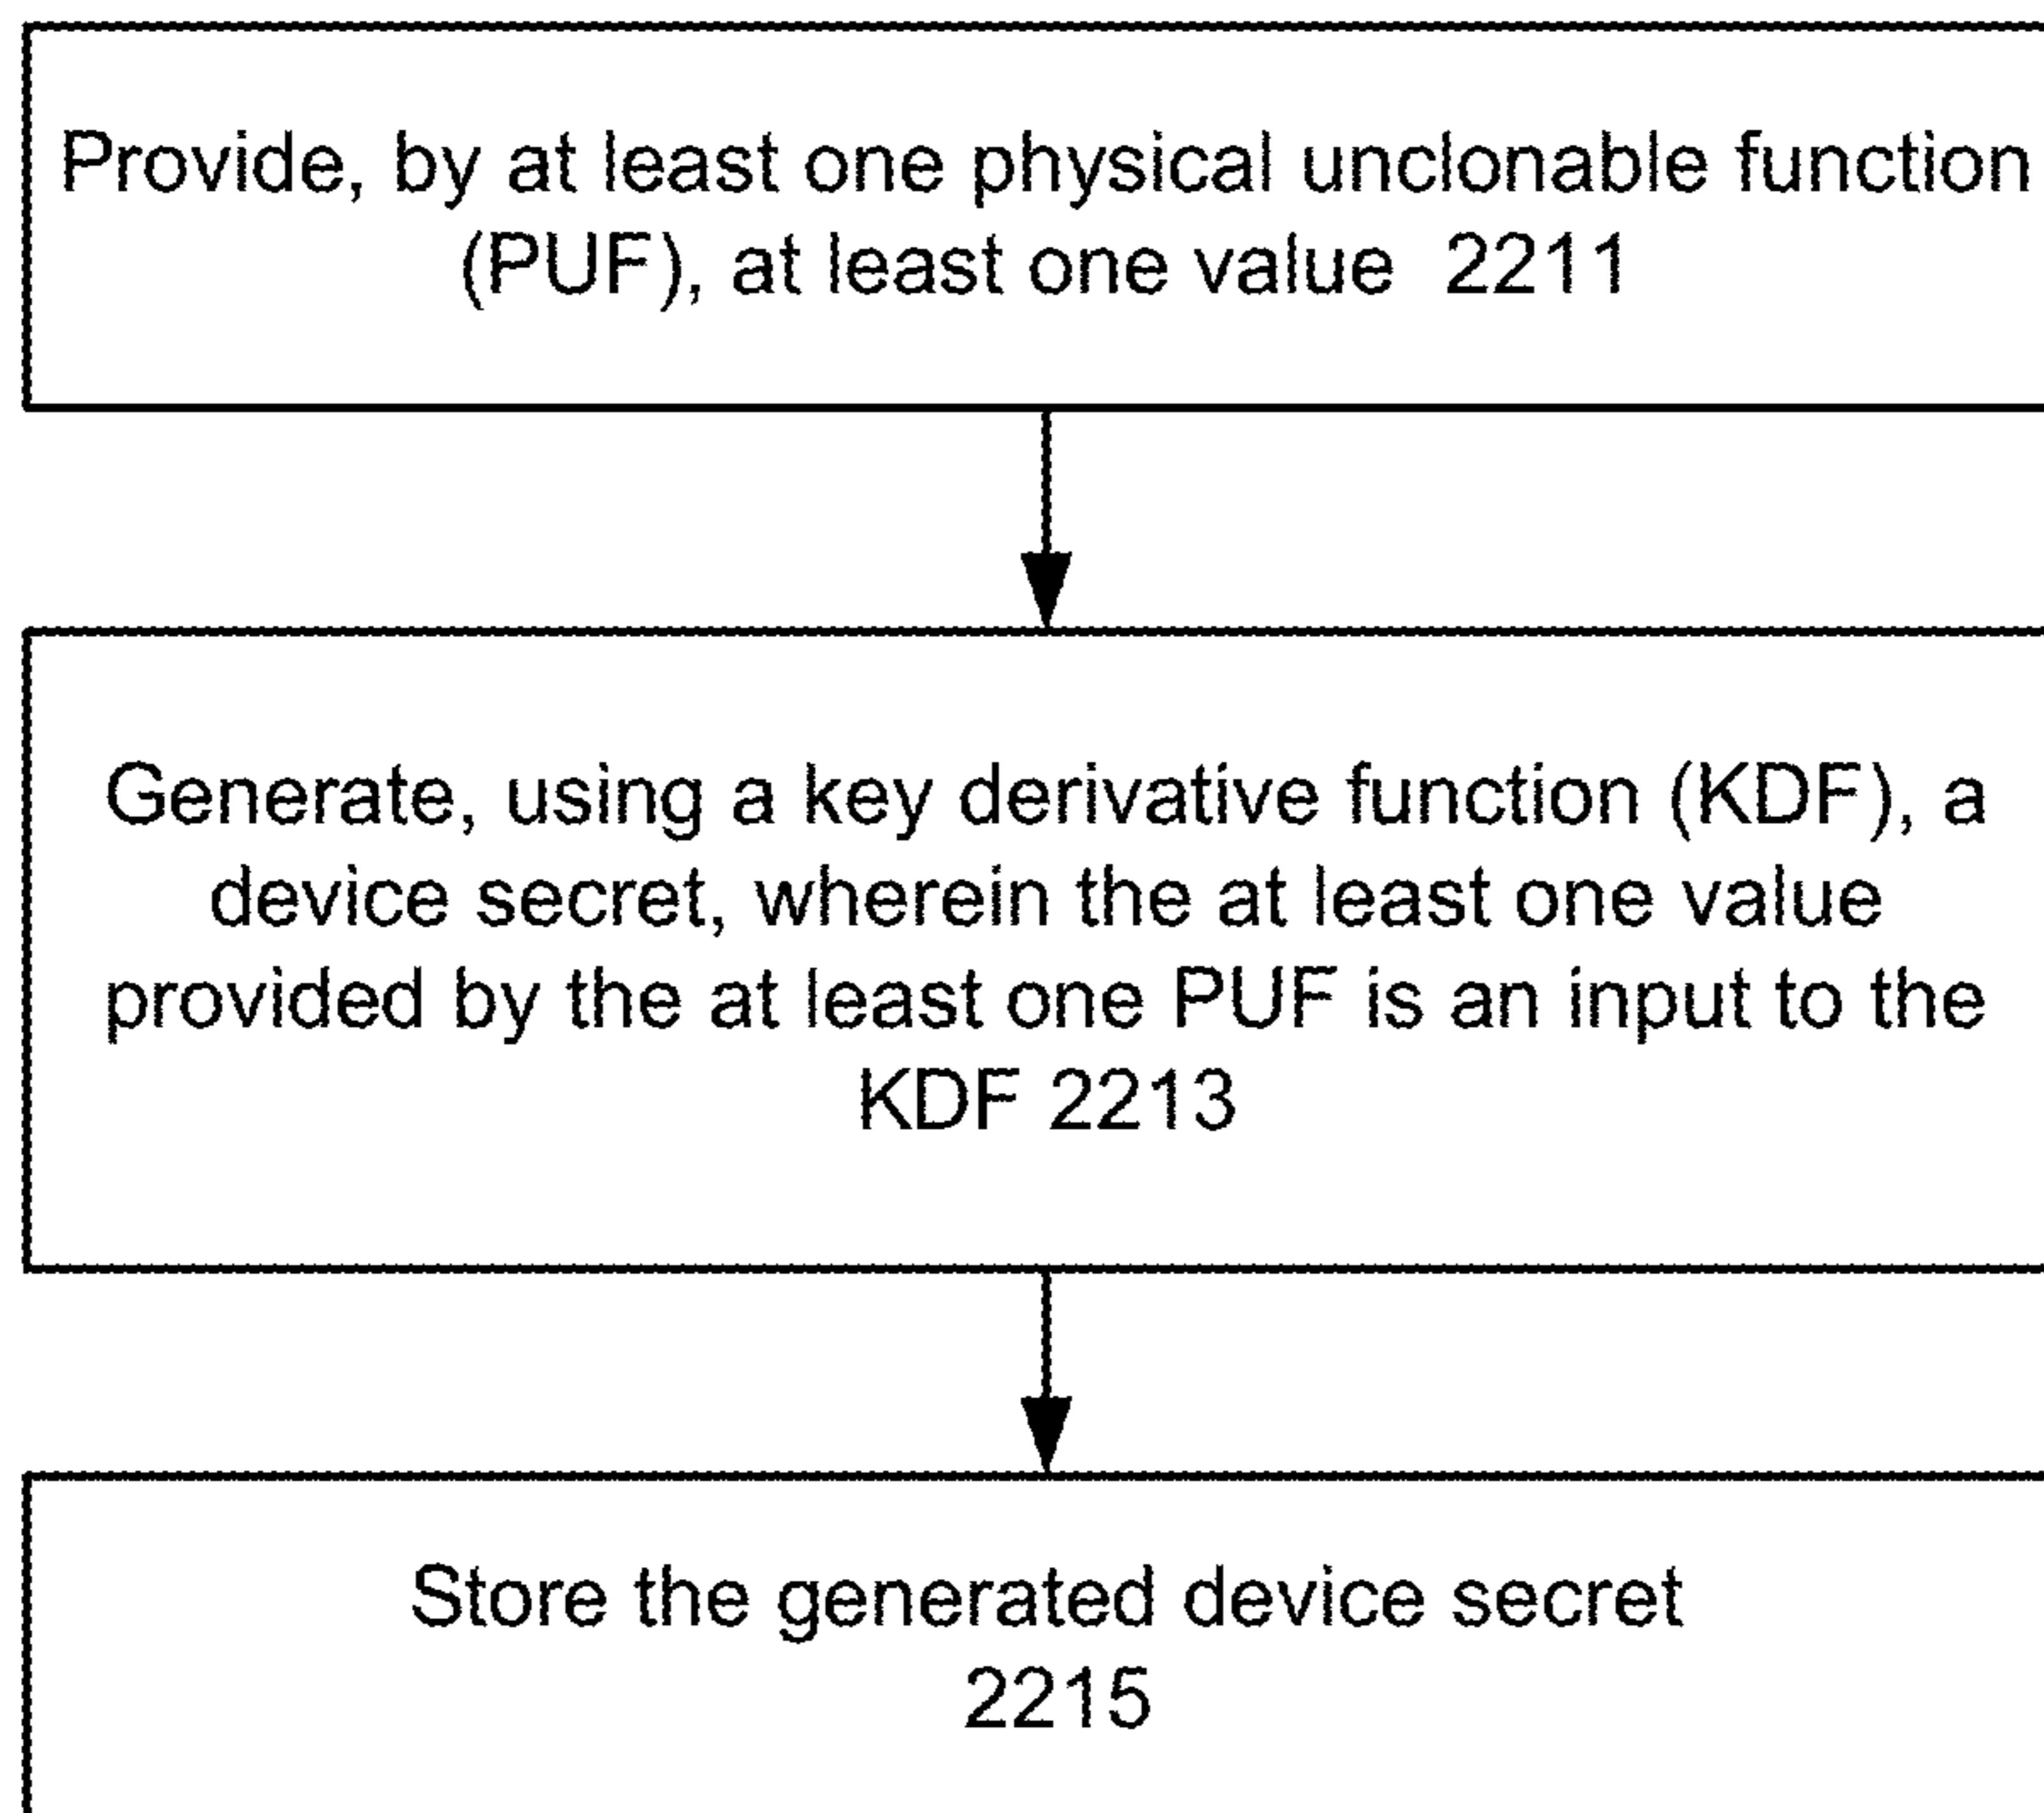 Provide, by at least one physical unclonable function
(PUF), at least one value 2211
Generate, using a key derivative function (KDF), a
device secret, wherein the at least one value
provided by the at least one PUF is an input to the
KDF 2213
Store the generated device secret
2215